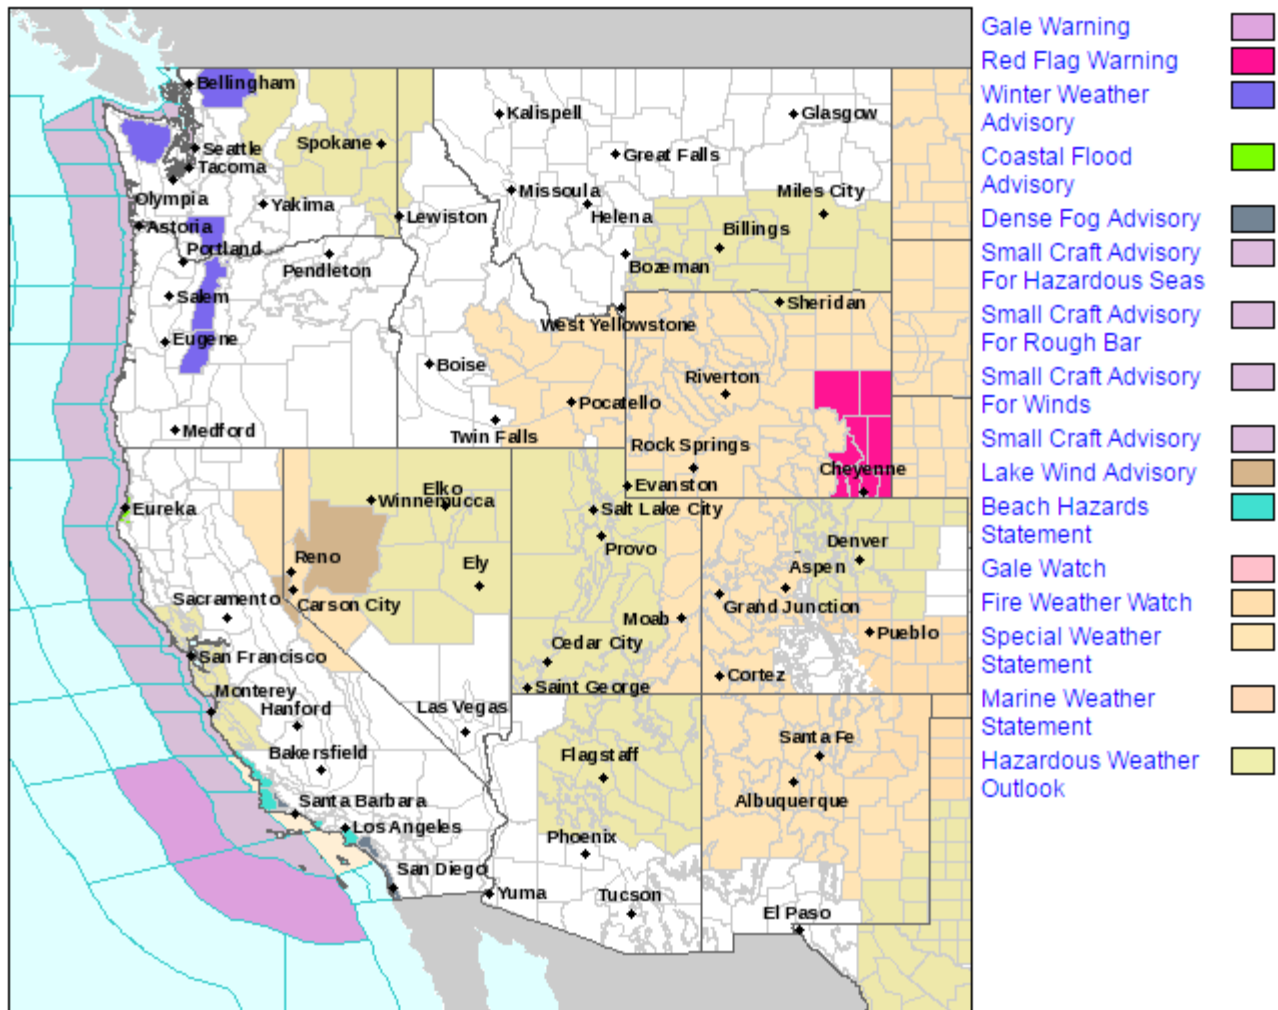 Bellingham
Seattle
Tacoma
Olympia
Spokane
Yakima
Astoria
Portland
Pendleton
Lewiston
Salem
Eugene
Medford
Kalispell
Glasgow
Great Falls
Missoula
Helena
Miles City
Billings
Bozeman
West Yellowstone
Sheridan
Boise
Pocatello
Twin Falls
Riverton
Rock Springs
Cheyenne
Evanston
Elko
Winnemucca
Eureka
Reno
Ely
Carson City
Sacramento
San Francisco
Salt Lake City
Provo
Moab
Cedar City
Saint George
Denver
Aspen
Grand Junction
Pueblo
Cortez
Monterey
Hanford
Bakersfield
Las Vegas
Santa Barbara
Los Angeles
San Diego
Flagstaff
Phoenix
Yuma
Tucson
Santa Fe
Albuquerque
El Paso
Gale Warning
Red Flag Warning
Winter Weather
Advisory
Coastal Flood
Advisory
Dense Fog Advisory
Small Craft Advisory
For Hazardous Seas
Small Craft Advisory
For Rough Bar
Small Craft Advisory
For Winds
Small Craft Advisory
Lake Wind Advisory
Beach Hazards
Statement
Gale Watch
Fire Weather Watch
Special Weather
Statement
Marine Weather
Statement
Hazardous Weather
Outlook